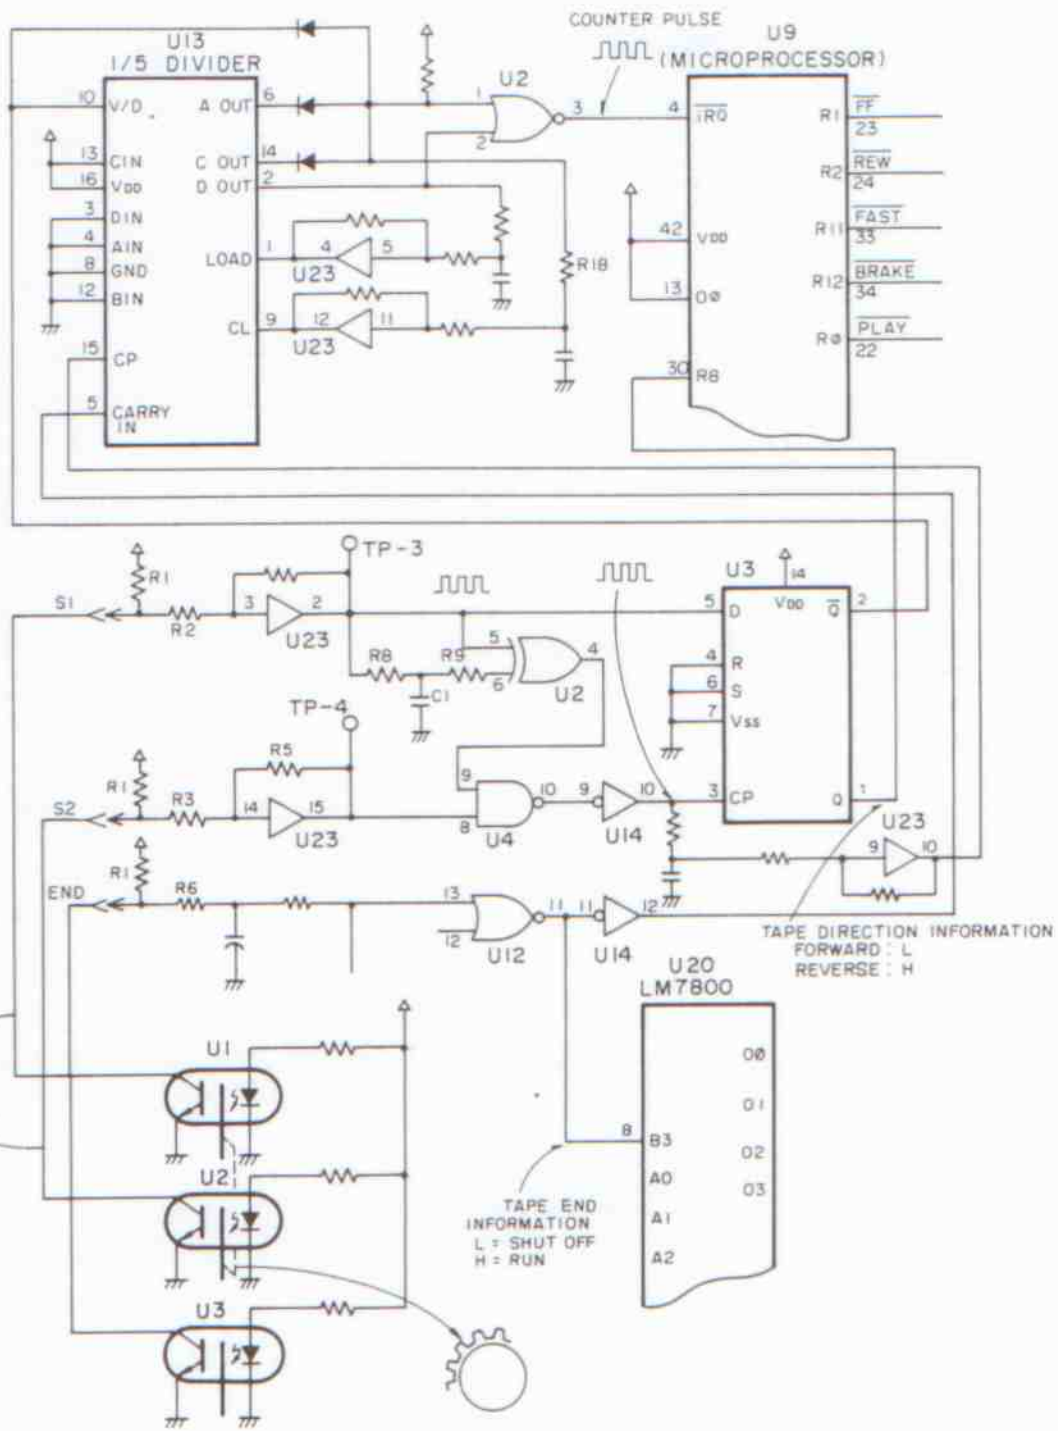 COUNTER PULSE
U13
1/5 DIVIDER
10 V/D
A OUT 6
13 CIN
C OUT 14
16 VDD
D OUT 2
3 DIN
4 AIN
8 GND
LOAD 1
12 BIN
CL 9
15 CP
5 CARRY IN
4 5
U23
12 11
U23
R18
U2
1
2
3
U9
(MICROPROCESSOR)
4 IRQ
R1 FF
23
R2 REW
24
R11 FAST
33
42 VDD
R12 BRAKE
34
13 OØ
RØ PLAY
22
30 R8
TP-3
R1
S1
R2
3 2
U23
R8
R9
C1
5
6
4
U2
U3
14
VDD
5 D
Q 2
4 R
6 S
7 VSS
3 CP
Q 1
TP-4
R1
S2
R3
R5
14 15
U23
9
8
10
U4
9 10
U14
U23
9 10
R1
END
R6
13
12
11
U12
11 12
U14
TAPE DIRECTION INFORMATION
FORWARD : L
REVERSE : H
U20
LM7800
OØ
O1
8 B3
O2
AO
O3
A1
A2
TAPE END
INFORMATION
L = SHUT OFF
H = RUN
U1
U2
U3